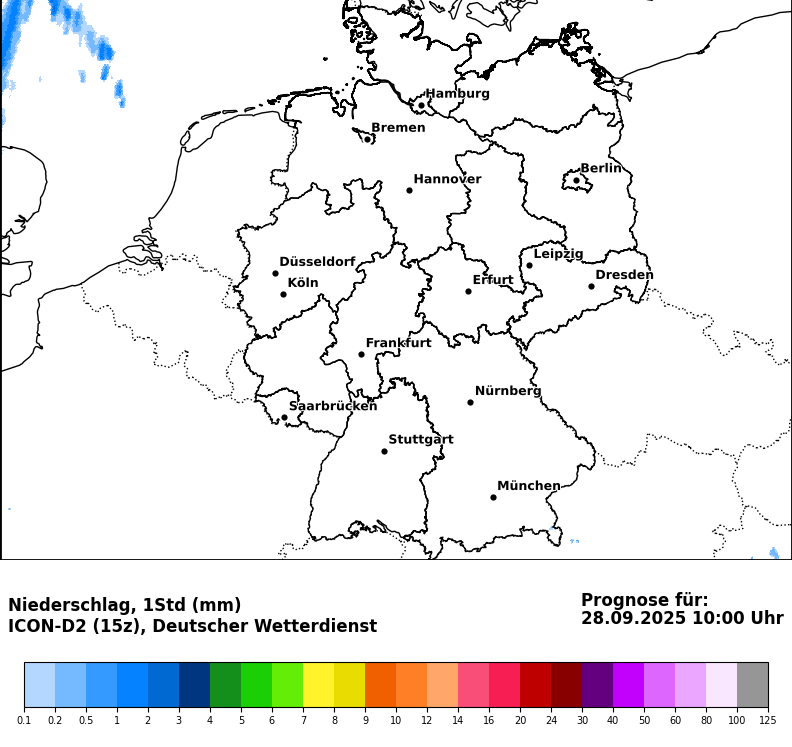 Hamburg
Bremen
Berlin
Hannover
Leipzig
Düsseldorf
Dresden
Köln
Erfurt
Frankfurt
Nürnberg
Saarbrücken
Stuttgart
München
Niederschlag, 1Std (mm)
ICON-D2 (15z), Deutscher Wetterdienst
Prognose für:
28.09.2025 10:00 Uhr
0.1 0.2 0.5 1 2 3 4 5 6 7 8 9 10 12 14 16 20 24 30 40 50 60 80 100 125